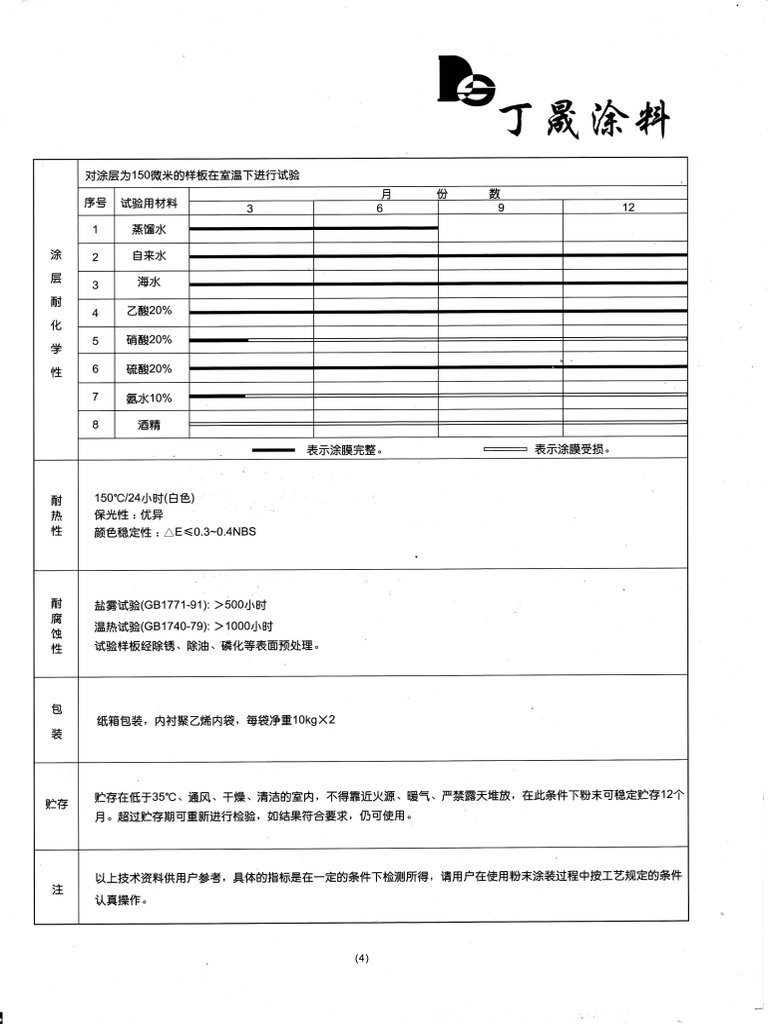 DS
丁晟涂料
涂层耐化学性
对涂层为150微米的样板在室温下进行试验
序号 试验用材料 月份数
3 6 9 12
1 蒸馏水
2 自来水
3 海水
4 乙酸20%
5 硝酸20%
6 硫酸20%
7 氨水10%
8 酒精
表示涂膜完整。 表示涂膜受损。
耐热性
150℃/24小时(白色)
保光性：优异
颜色稳定性：△E≤0.3~0.4NBS
耐腐蚀性
盐雾试验(GB1771-91): ＞500小时
温热试验(GB1740-79): ＞1000小时
试验样板经除锈、除油、磷化等表面预处理。
包装
纸箱包装，内衬聚乙烯内袋，每袋净重10kg×2
贮存
贮存在低于35℃、通风、干燥、清洁的室内，不得靠近火源、暖气、严禁露天堆放，在此条件下粉末可稳定贮存12个
月。超过贮存期可重新进行检验，如结果符合要求，仍可使用。
注
以上技术资料供用户参考，具体的指标是在一定的条件下检测所得，请用户在使用粉末涂装过程中按工艺规定的条件
认真操作。
(4)